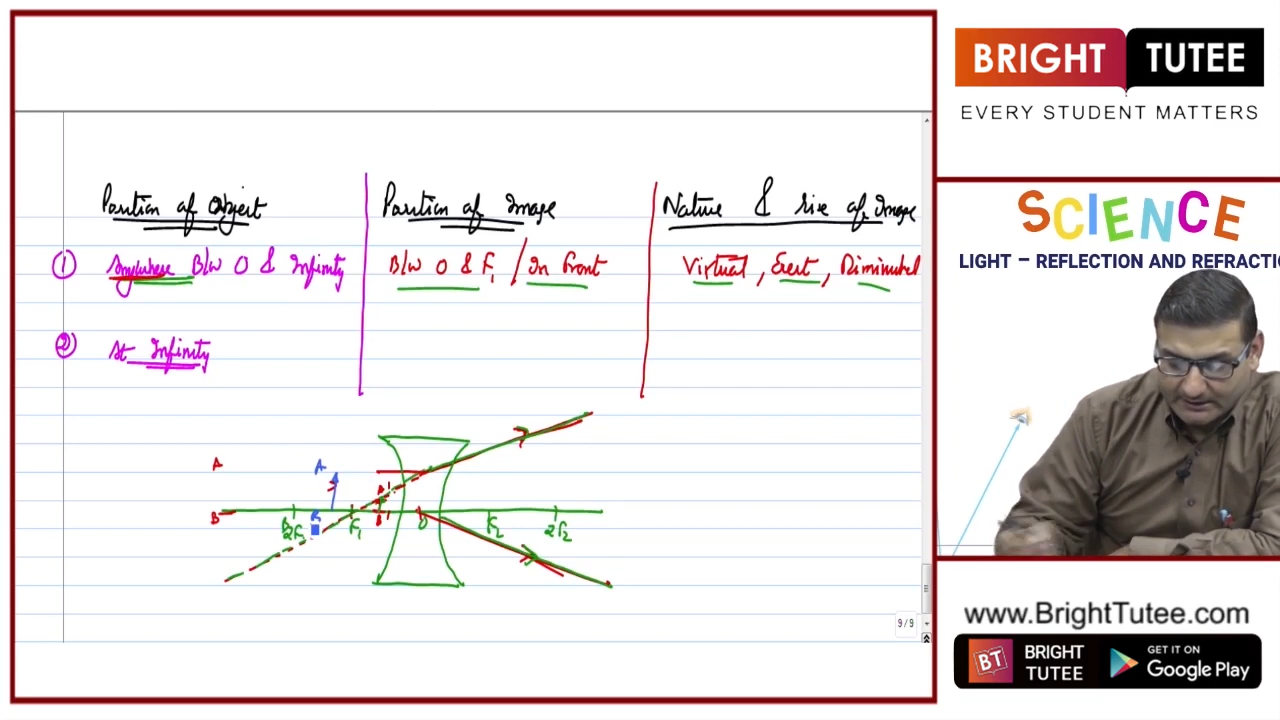 BRIGHT TUTEE
EVERY STUDENT MATTERS
Position of Object
Position of Image
Nature & size of Image
① Anywhere B/w O & Infinity
B/w O & F1 / In Front
Virtual, Erect, Diminished
② At Infinity
SCIENCE
LIGHT – REFLECTION AND REFRACTI
A
A
A'
B
B
2F1
F1
B'
O
F2
2F2
9/9
www.BrightTutee.com
BT
BRIGHT
TUTEE
GET IT ON
Google Play